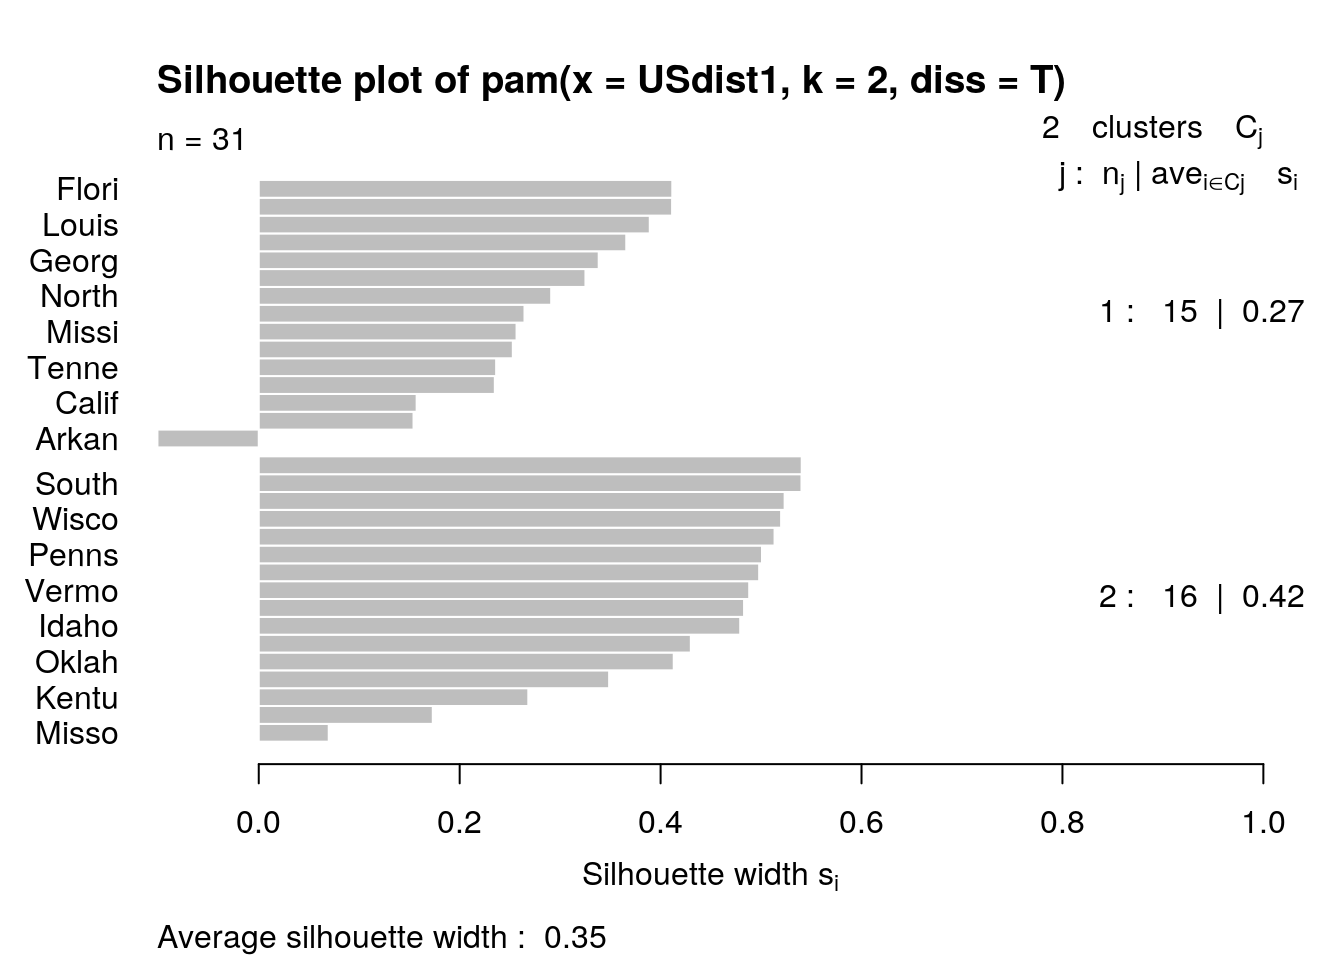 Silhouette plot of pam(x = USdist1, k = 2, diss = T)
n = 31
2 clusters Cj
j : nj | avei∈Cj si
Flori
Louis
Georg
North
1 : 15 | 0.27
Missi
Tenne
Calif
Arkan
South
Wisco
Penns
Vermo
2 : 16 | 0.42
Idaho
Oklah
Kentu
Misso
0.0 0.2 0.4 0.6 0.8 1.0
Silhouette width si
Average silhouette width : 0.35